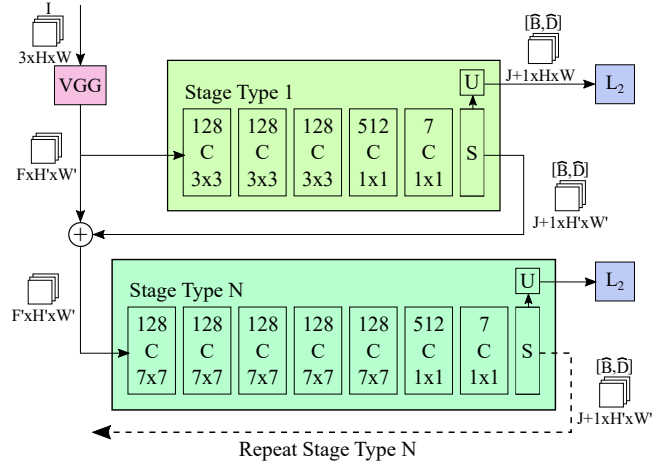 I
3xHxW
VGG
FxH'xW'
+
F'xH'xW'
Stage Type 1
128
C
3x3
128
C
3x3
128
C
3x3
512
C
1x1
7
C
1x1
S
U
[B̂,D̂]
J+1xHxW
L₂
[B̂,D̂]
J+1xH'xW'
Stage Type N
128
C
7x7
128
C
7x7
128
C
7x7
128
C
7x7
128
C
7x7
512
C
1x1
7
C
1x1
S
U
L₂
[B̂,D̂]
J+1xH'xW'
Repeat Stage Type N